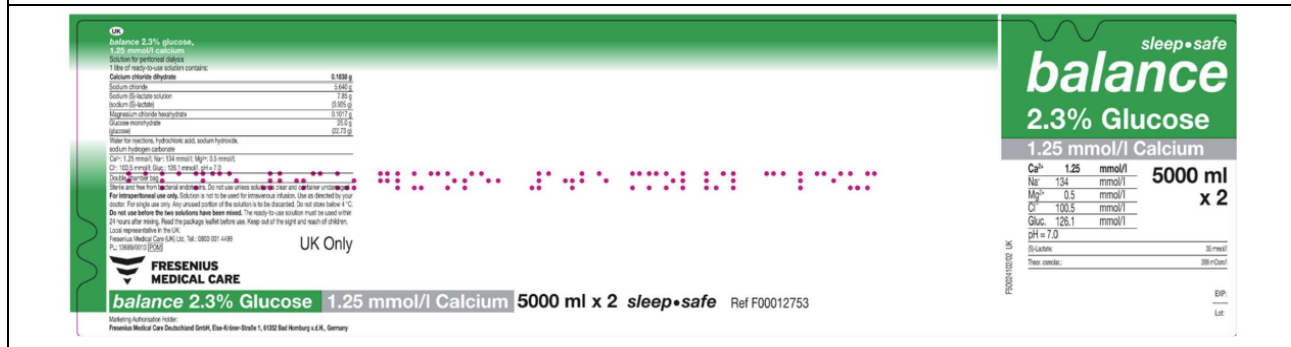 UK
balance 2.3% glucose,
1.25 mmol/l calcium
Solution for peritoneal dialysis
1 litre of ready-to-use solution contains:
Calcium chloride dihydrate 0.1838 g
Sodium chloride 5.640 g
Sodium (S)-lactate solution 7.85 g
(sodium (S)-lactate) (3.925 g)
Magnesium chloride hexahydrate 0.1017 g
Glucose monohydrate 25.0 g
(glucose) (22.73 g)
Water for injections, hydrochloric acid, sodium hydroxide,
sodium hydrogen carbonate
Ca²⁺: 1.25 mmol/l; Na⁺: 134 mmol/l; Mg²⁺: 0.5 mmol/l;
Cl⁻: 100.5 mmol/l; Gluc.: 126.1 mmol/l, pH ≈ 7.0
Double chamber bag
Sterile and free from bacterial endotoxins. Do not use unless solution is clear and container undamaged.
For intraperitoneal use only. Solution is not to be used for intravenous infusion. Use as directed by your
doctor. For single use only. Any unused portion of the solution is to be discarded. Do not store below 4 °C.
Do not use before the two solutions have been mixed. The ready-to-use solution must be used within
24 hours after mixing. Read the package leaflet before use. Keep out of the sight and reach of children.
Local representative in the UK:
Fresenius Medical Care (UK) Ltd, Tel.: 0800 001 4499
PL: 13689/0013 POM
UK Only
FRESENIUS
MEDICAL CARE
balance 2.3% Glucose 1.25 mmol/l Calcium 5000 ml x 2 sleep•safe Ref F00012753
Marketing Authorisation Holder:
Fresenius Medical Care Deutschland GmbH, Else-Kröner-Straße 1, 61352 Bad Homburg v.d.H., Germany
F50024102/02 UK
sleep•safe
balance
2.3% Glucose
1.25 mmol/l Calcium
Ca²⁺ 1.25 mmol/l
Na⁺ 134 mmol/l
Mg²⁺ 0.5 mmol/l
Cl⁻ 100.5 mmol/l
Gluc. 126.1 mmol/l
pH ≈ 7.0
5000 ml
x 2
(S)-Lactate: 35 mmol/l
Theor. osmolar.: 399 mOsm/l
EXP:
Lot: